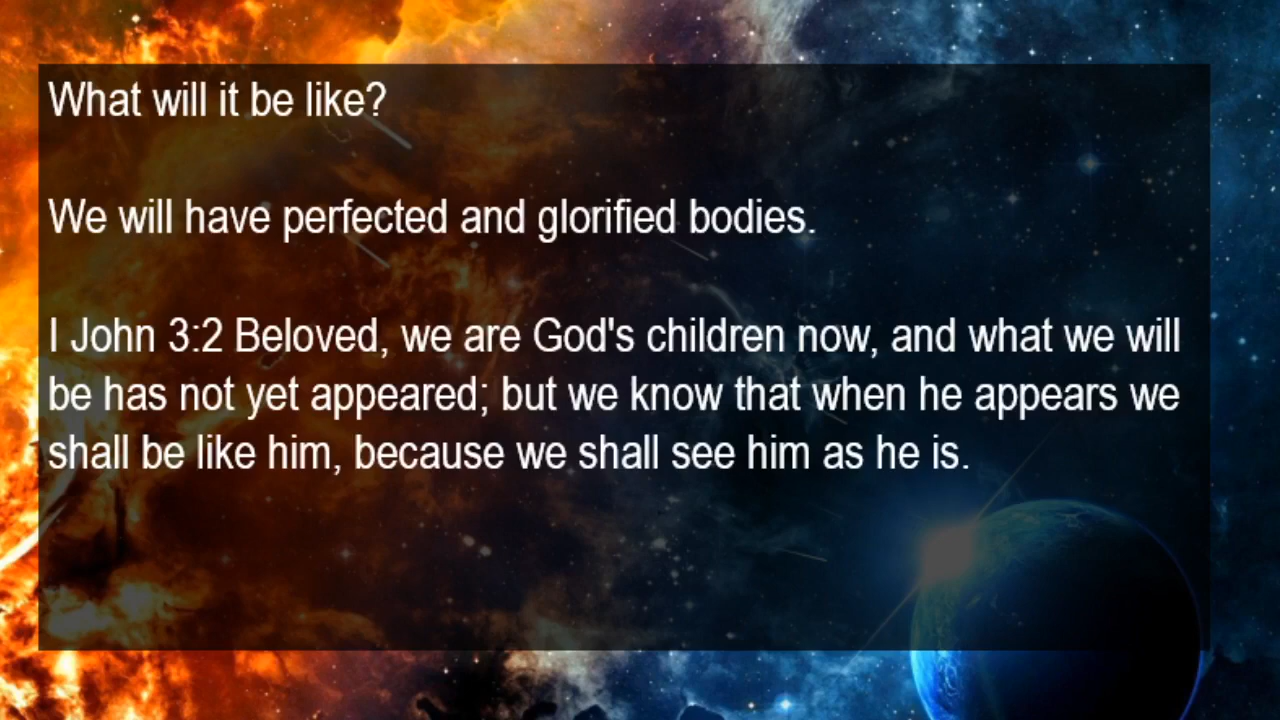 What will it be like?
We will have perfected and glorified bodies.
I John 3:2 Beloved, we are God's children now, and what we will
be has not yet appeared; but we know that when he appears we
shall be like him, because we shall see him as he is.